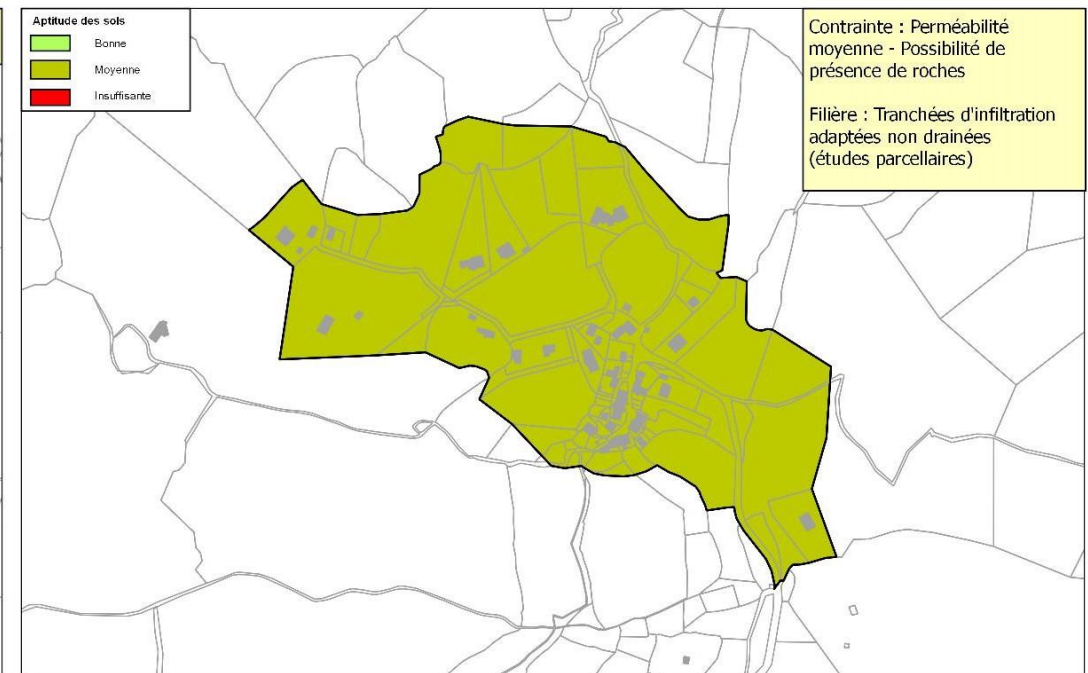 Aptitude des sols
Bonne
Moyenne
Insuffisante
Contrainte : Perméabilité
moyenne - Possibilité de
présence de roches
Filière : Tranchées d'infiltration
adaptées non drainées
(études parcellaires)